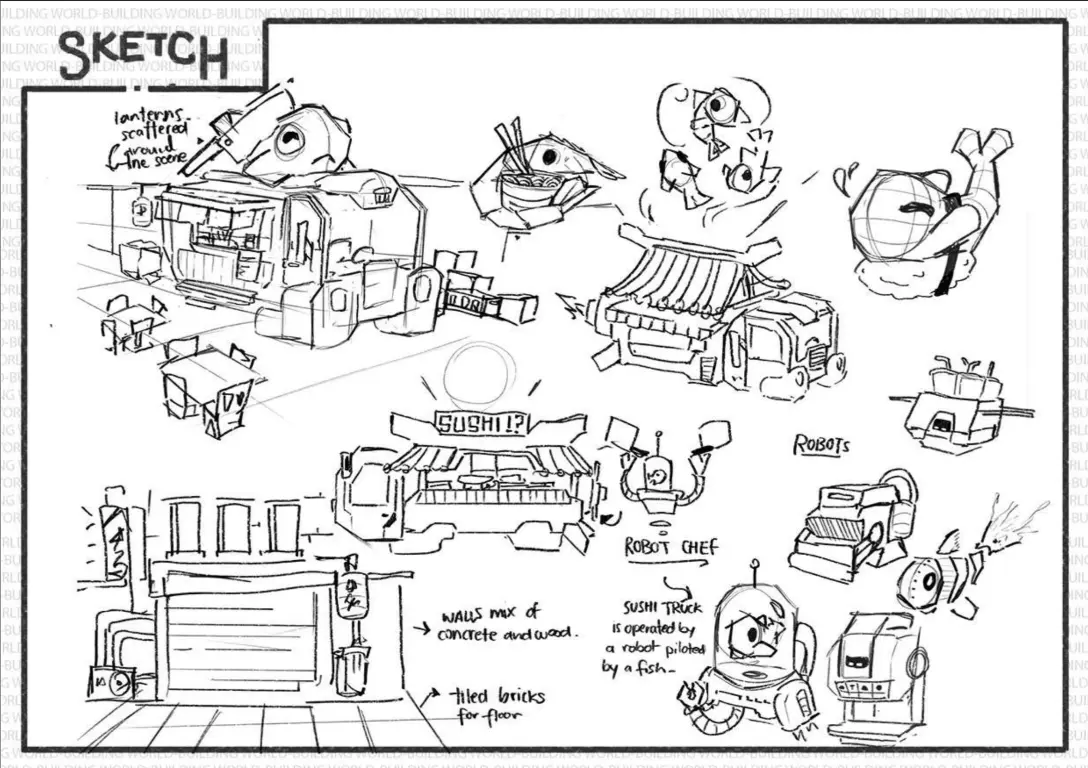 WORLD-BUILDING WORLD-BUILDING WORLD-BUILDING WORLD-BUILDING
SKETCH
lanterns
scattered
around
the scene
SUSHI!?
ROBOTS
ROBOT CHEF
SUSHI TRUCK
is operated by
a robot piloted
by a fish-
WALLS mix of
concrete and wood.
tiled bricks
for floor